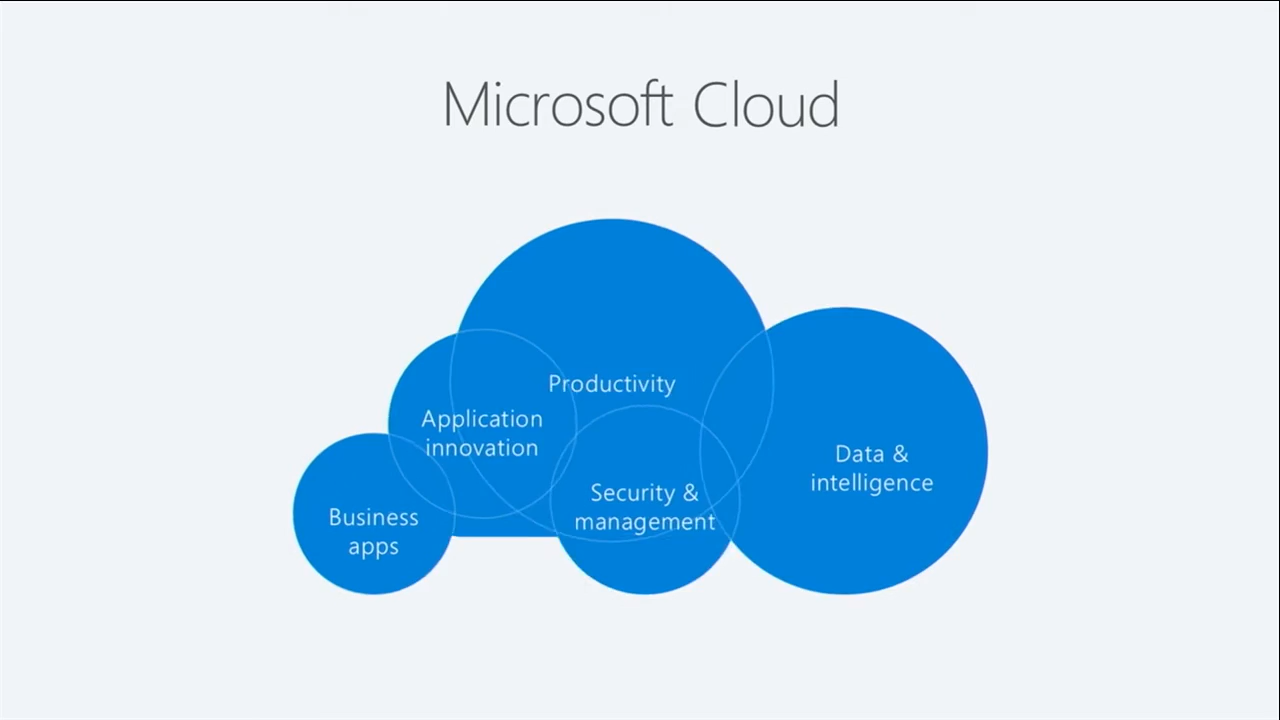 Microsoft Cloud
Productivity
Application
innovation
Data &
intelligence
Security &
management
Business
apps